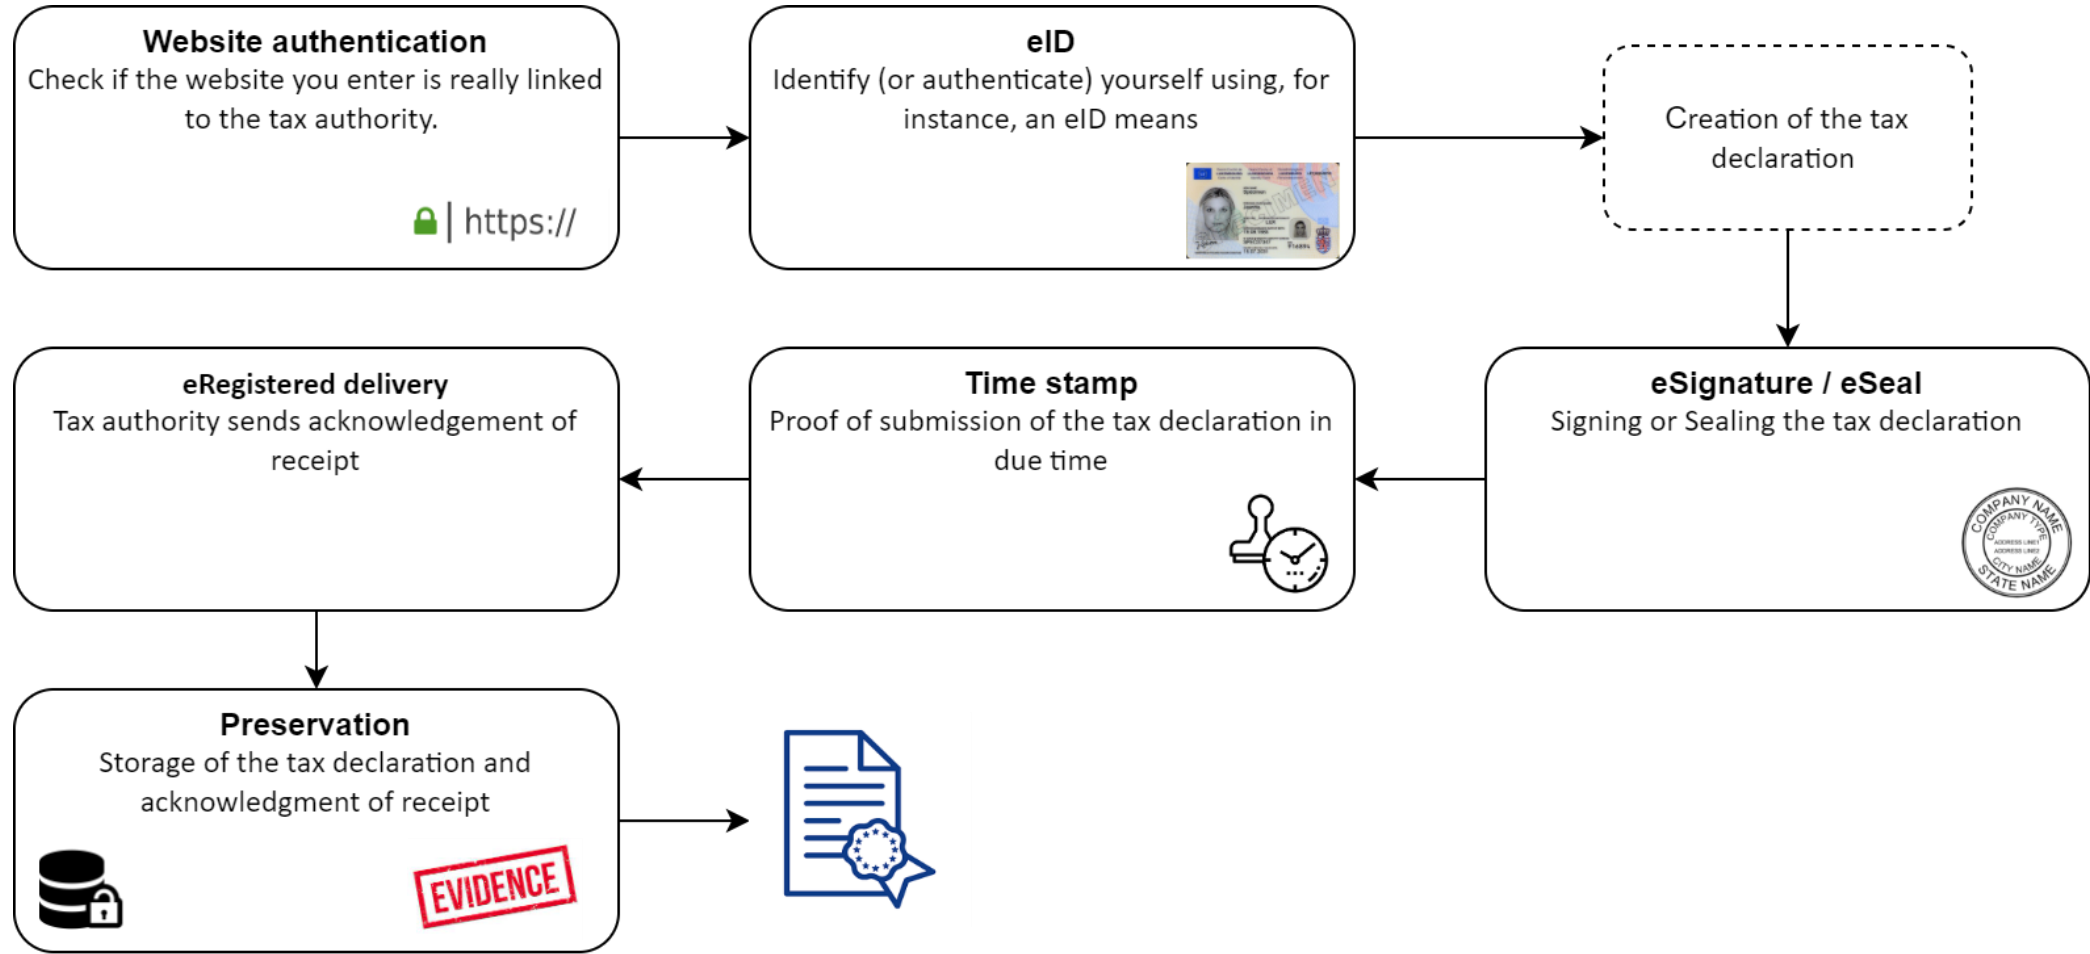 Website authentication
Check if the website you enter is really linked
to the tax authority.
https://
eID
Identify (or authenticate) yourself using, for
instance, an eID means
Creation of the tax
declaration
eRegistered delivery
Tax authority sends acknowledgement of
receipt
Time stamp
Proof of submission of the tax declaration in
due time
eSignature / eSeal
Signing or Sealing the tax declaration
COMPANY NAME
COMPANY TYPE
ADDRESS LINE1
ADDRESS LINE2
CITY NAME
STATE NAME
Preservation
Storage of the tax declaration and
acknowledgment of receipt
EVIDENCE